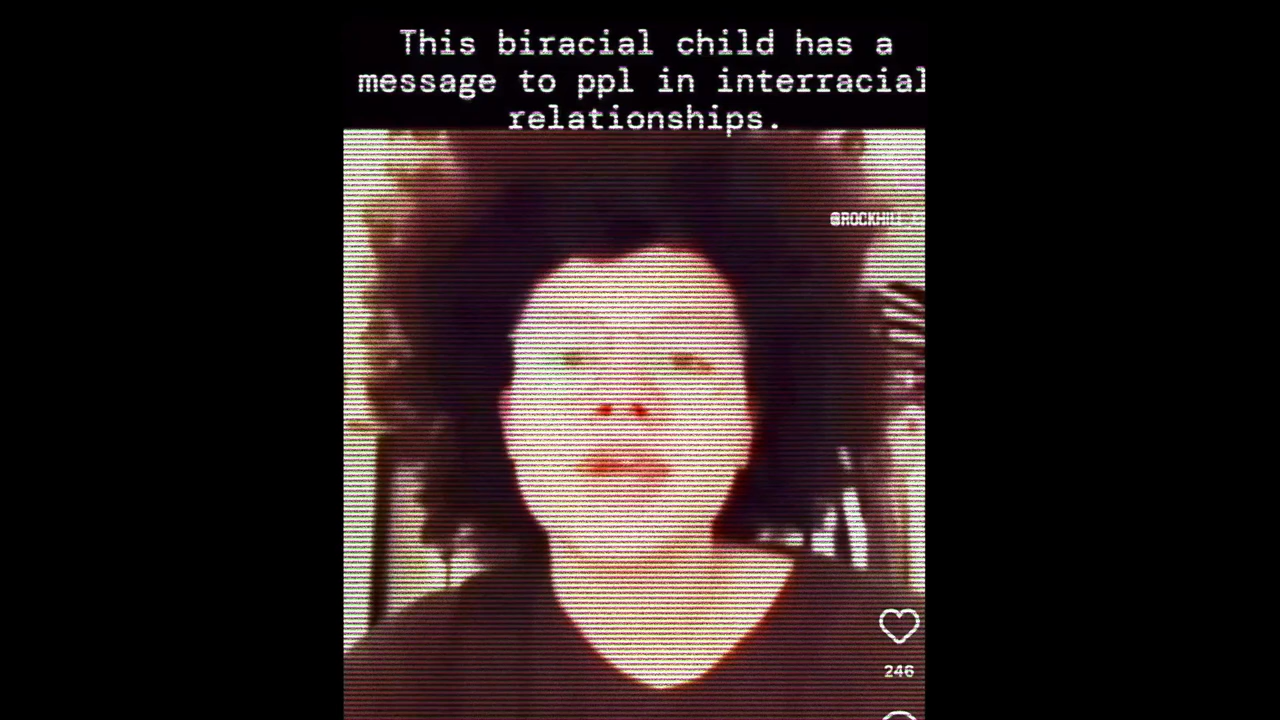 This biracial child has a
message to ppl in interracial
relationships.
246